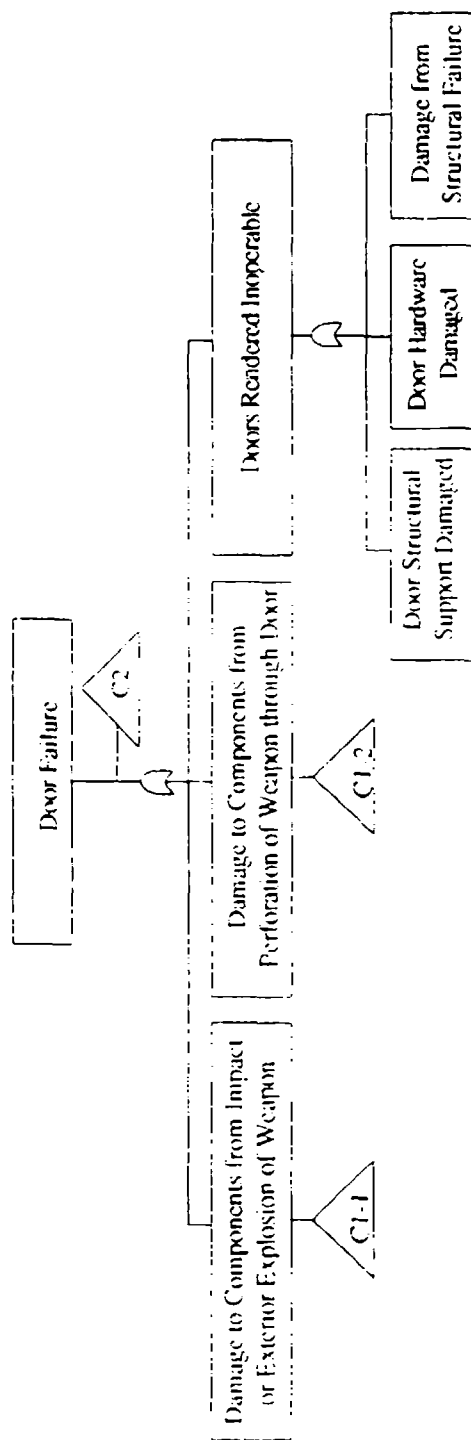 Door Failure
C2
Damage to Components from Impact
or Exterior Explosion of Weapon
Damage to Components from
Perforation of Weapon through Door
Doors Rendered Inoperable
C1-1
C1-2
Door Structural
Support Damaged
Door Hardware
Damaged
Damage from
Structural Failure